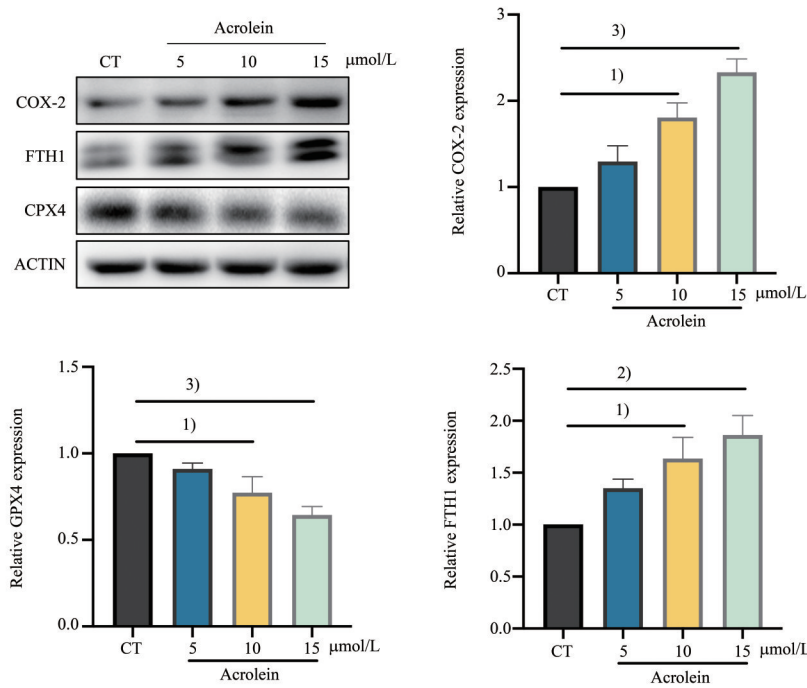 Acrolein
CT 5 10 15 μmol/L
COX-2
FTH1
CPX4
ACTIN
Relative COX-2 expression
3
2
1
0
3)
1)
CT 5 10 15 μmol/L
Acrolein
Relative GPX4 expression
1.5
1.0
0.5
0.0
3)
1)
CT 5 10 15 μmol/L
Acrolein
Relative FTH1 expression
2.5
2.0
1.5
1.0
0.5
0.0
2)
1)
CT 5 10 15 μmol/L
Acrolein